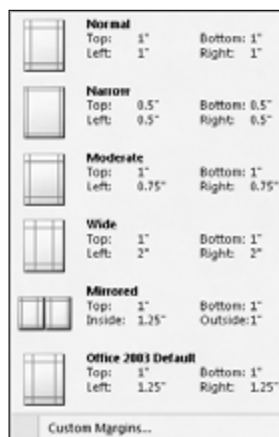 Normal
Top: 1" Bottom: 1"
Left: 1" Right: 1"
Narrow
Top: 0.5" Bottom: 0.5"
Left: 0.5" Right: 0.5"
Moderate
Top: 1" Bottom: 1"
Left: 0.75" Right: 0.75"
Wide
Top: 1" Bottom: 1"
Left: 2" Right: 2"
Mirrored
Top: 1" Bottom: 1"
Inside: 1.25" Outside: 1"
Office 2003 Default
Top: 1" Bottom: 1"
Left: 1.25" Right: 1.25"
Custom Margins...